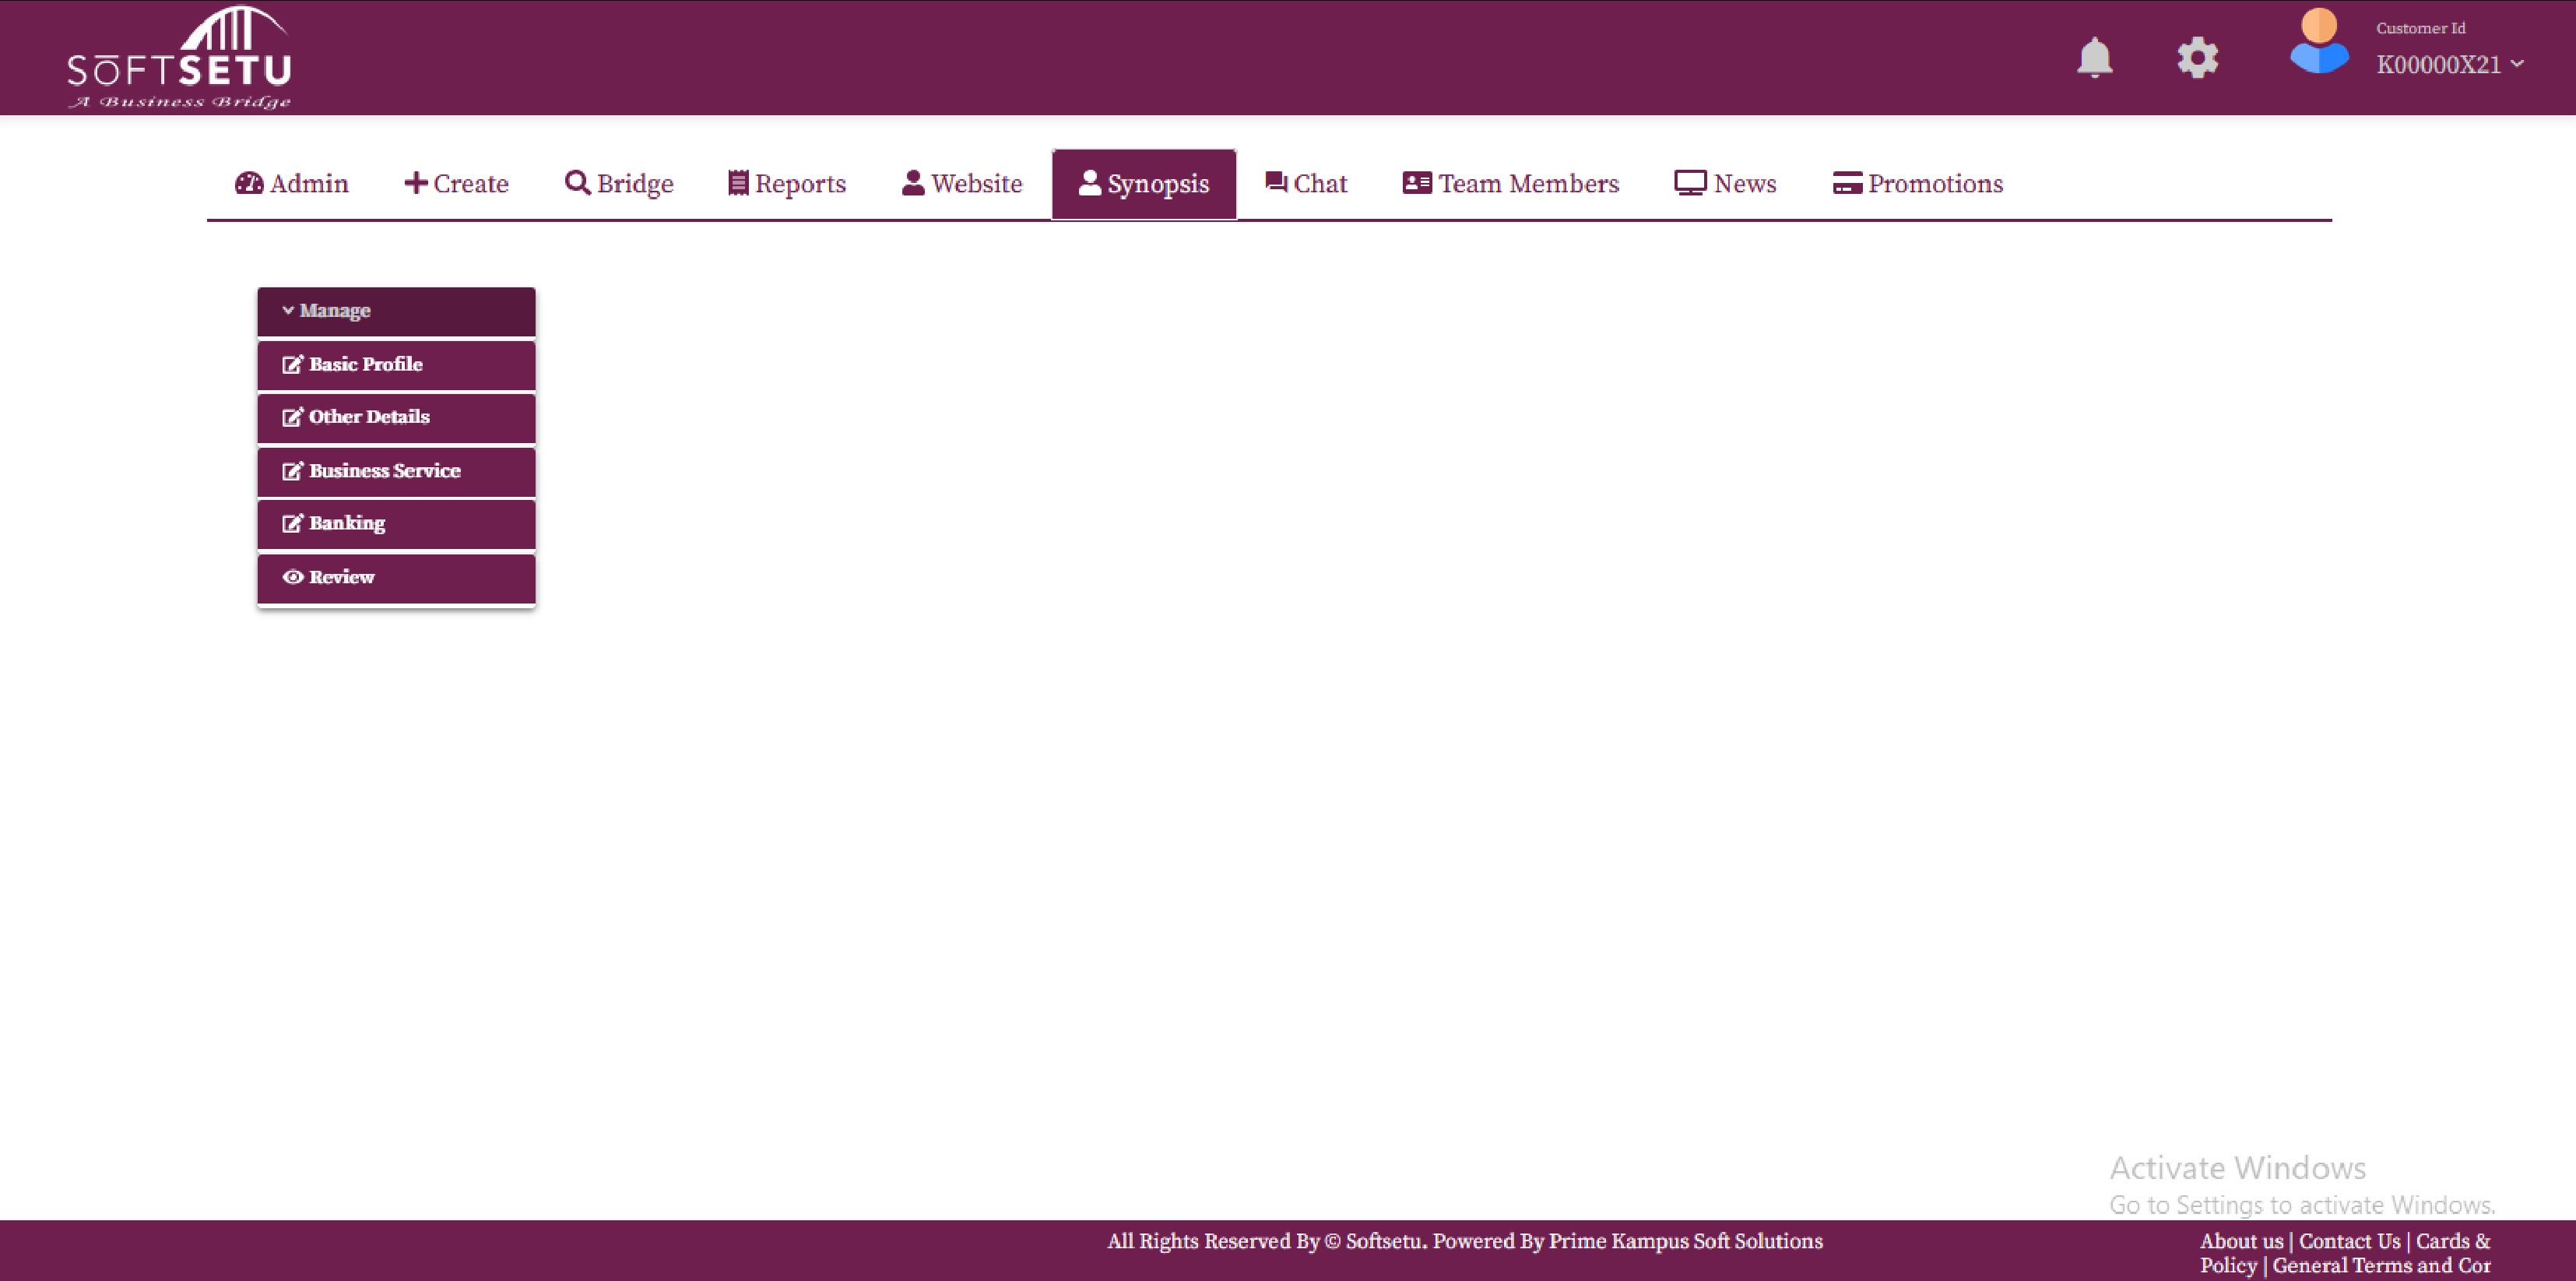 SŌFTSETU
A Business Bridge
Customer Id
K00000X21
Admin Create Bridge Reports Website Synopsis Chat Team Members News Promotions
Manage
Basic Profile
Other Details
Business Service
Banking
Review
Activate Windows
Go to Settings to activate Windows.
All Rights Reserved By © Softsetu. Powered By Prime Kampus Soft Solutions
About us | Contact Us | Cards &
Policy | General Terms and Cor